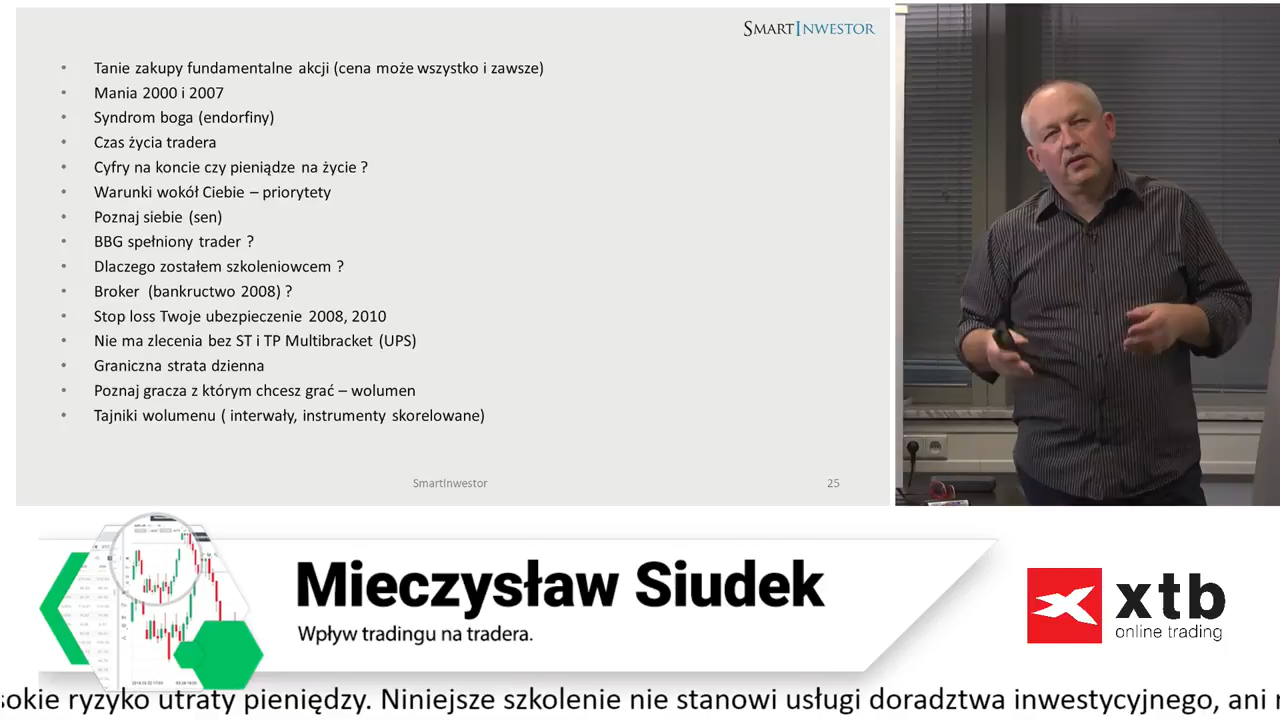 SmartInwestor
Tanie zakupy fundamentalne akcji (cena może wszystko i zawsze)
Mania 2000 i 2007
Syndrom boga (endorfiny)
Czas życia tradera
Cyfry na koncie czy pieniądze na życie ?
Warunki wokół Ciebie – priorytety
Poznaj siebie (sen)
BBG spełniony trader ?
Dlaczego zostałem szkoleniowcem ?
Broker (bankructwo 2008) ?
Stop loss Twoje ubezpieczenie 2008, 2010
Nie ma zlecenia bez ST i TP Multibracket (UPS)
Graniczna strata dzienna
Poznaj gracza z którym chcesz grać – wolumen
Tajniki wolumenu ( interwały, instrumenty skorelowane)
SmartInwestor
25
Mieczysław Siudek
Wpływ tradingu na tradera.
xtb
online trading
sokie ryzyko utraty pieniędzy. Niniejsze szkolenie nie stanowi usługi doradztwa inwestycyjnego, ani